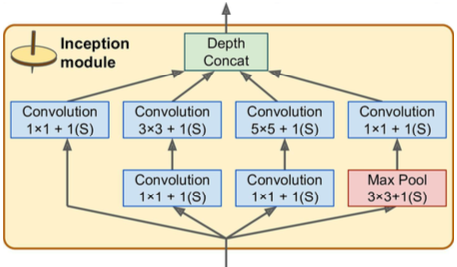 Inception
module
Depth
Concat
Convolution
1×1 + 1(S)
Convolution
3×3 + 1(S)
Convolution
5×5 + 1(S)
Convolution
1×1 + 1(S)
Convolution
1×1 + 1(S)
Convolution
1×1 + 1(S)
Max Pool
3×3+1(S)